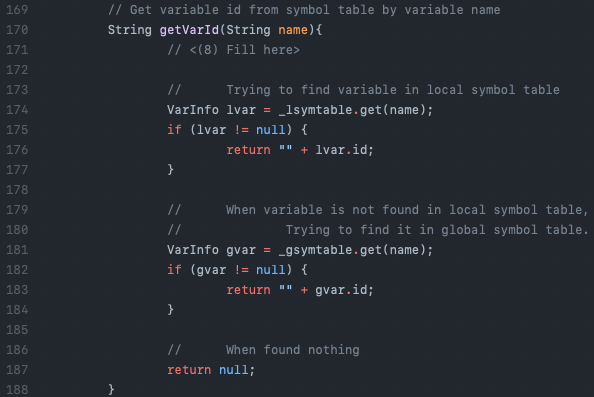 169 // Get variable id from symbol table by variable name
170 String getVarId(String name){
171 // <(8) Fill here>
172
173 // Trying to find variable in local symbol table
174 VarInfo lvar = _lsymtable.get(name);
175 if (lvar != null) {
176 return "" + lvar.id;
177 }
178
179 // When variable is not found in local symbol table,
180 // Trying to find it in global symbol table.
181 VarInfo gvar = _gsymtable.get(name);
182 if (gvar != null) {
183 return "" + gvar.id;
184 }
185
186 // When found nothing
187 return null;
188 }